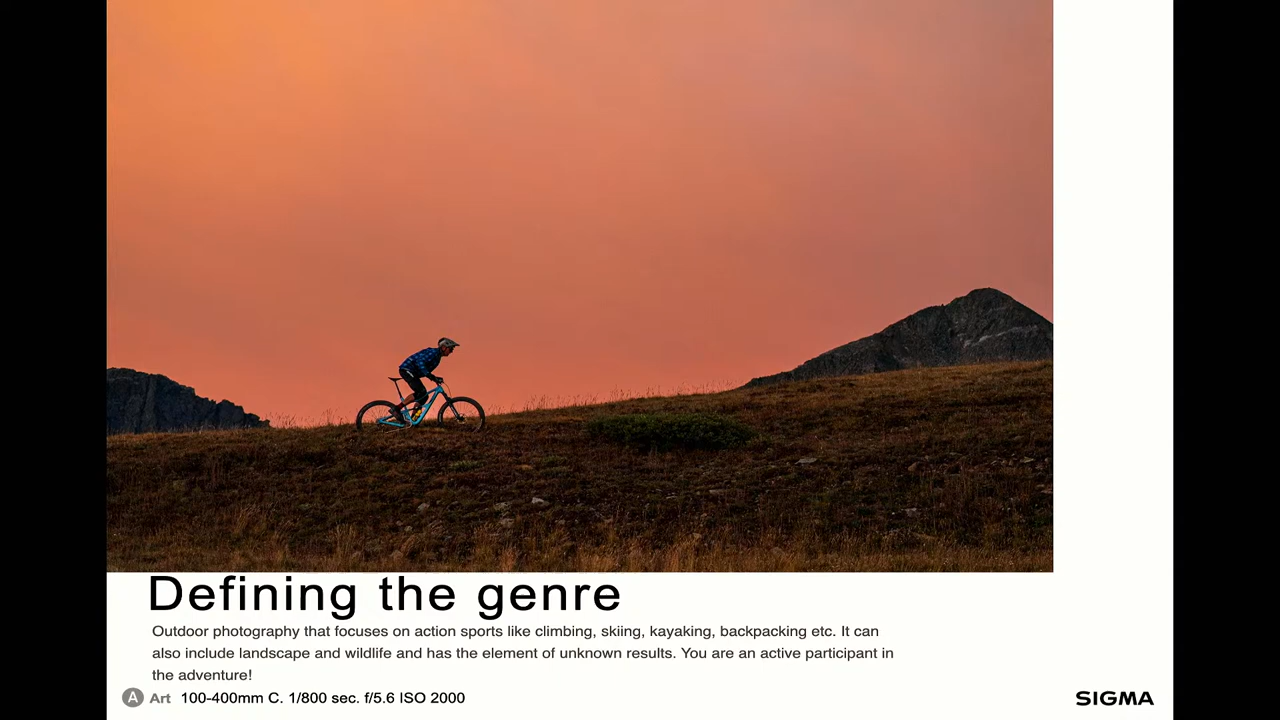 Defining the genre
Outdoor photography that focuses on action sports like climbing, skiing, kayaking, backpacking etc. It can
also include landscape and wildlife and has the element of unknown results. You are an active participant in
the adventure!
A Art 100-400mm C. 1/800 sec. f/5.6 ISO 2000
SIGMA